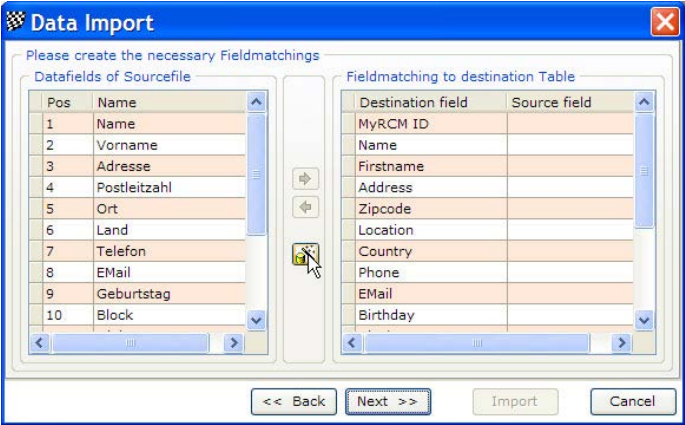 Data Import
Please create the necessary Fieldmatchings
Datafields of Sourcefile
Pos Name
1 Name
2 Vorname
3 Adresse
4 Postleitzahl
5 Ort
6 Land
7 Telefon
8 EMail
9 Geburtstag
10 Block
Fieldmatching to destination Table
Destination field Source field
MyRCM ID
Name
Firstname
Address
Zipcode
Location
Country
Phone
EMail
Birthday
<< Back Next >> Import Cancel